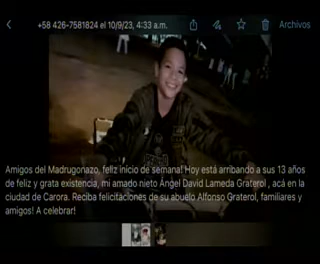 +58 426-7581824 el 10/9/23, 4:33 a.m.
Archivos
Amigos del Madrugonazo, feliz inicio de semana! Hoy está arribando a sus 13 años
de feliz y grata existencia, mi amado nieto Ángel David Lameda Graterol , acá en la
ciudad de Carora. Reciba felicitaciones de su abuelo Alfonso Graterol, familiares y
amigos! A celebrar!